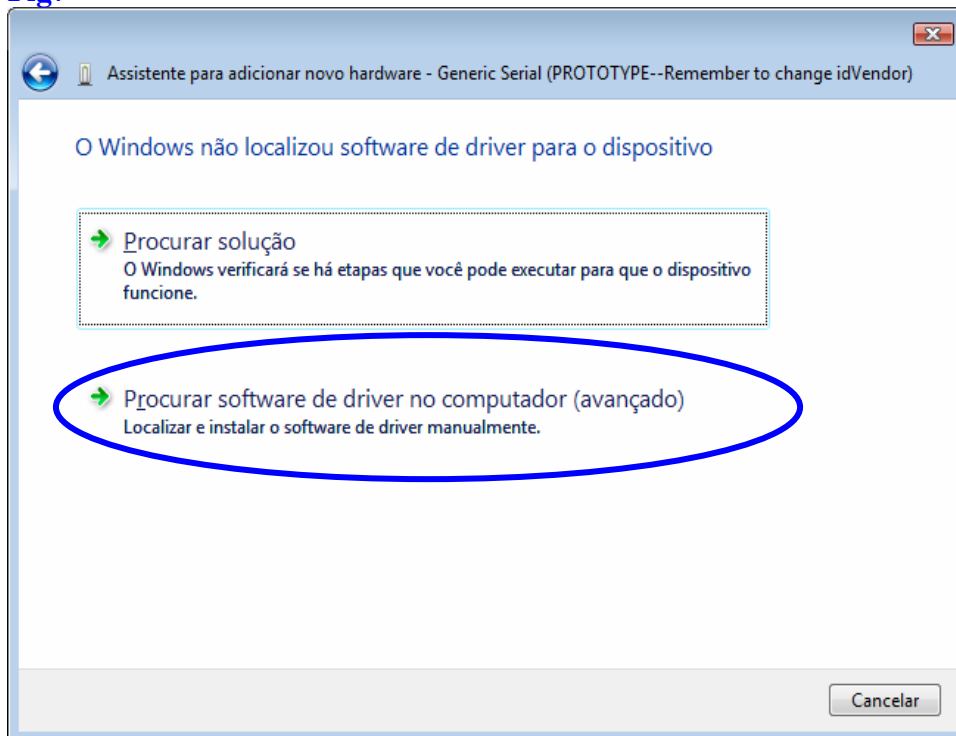 Assistente para adicionar novo hardware - Generic Serial (PROTOTYPE--Remember to change idVendor)
O Windows não localizou software de driver para o dispositivo
Procurar solução
O Windows verificará se há etapas que você pode executar para que o dispositivo
funcione.
Procurar software de driver no computador (avançado)
Localizar e instalar o software de driver manualmente.
Cancelar